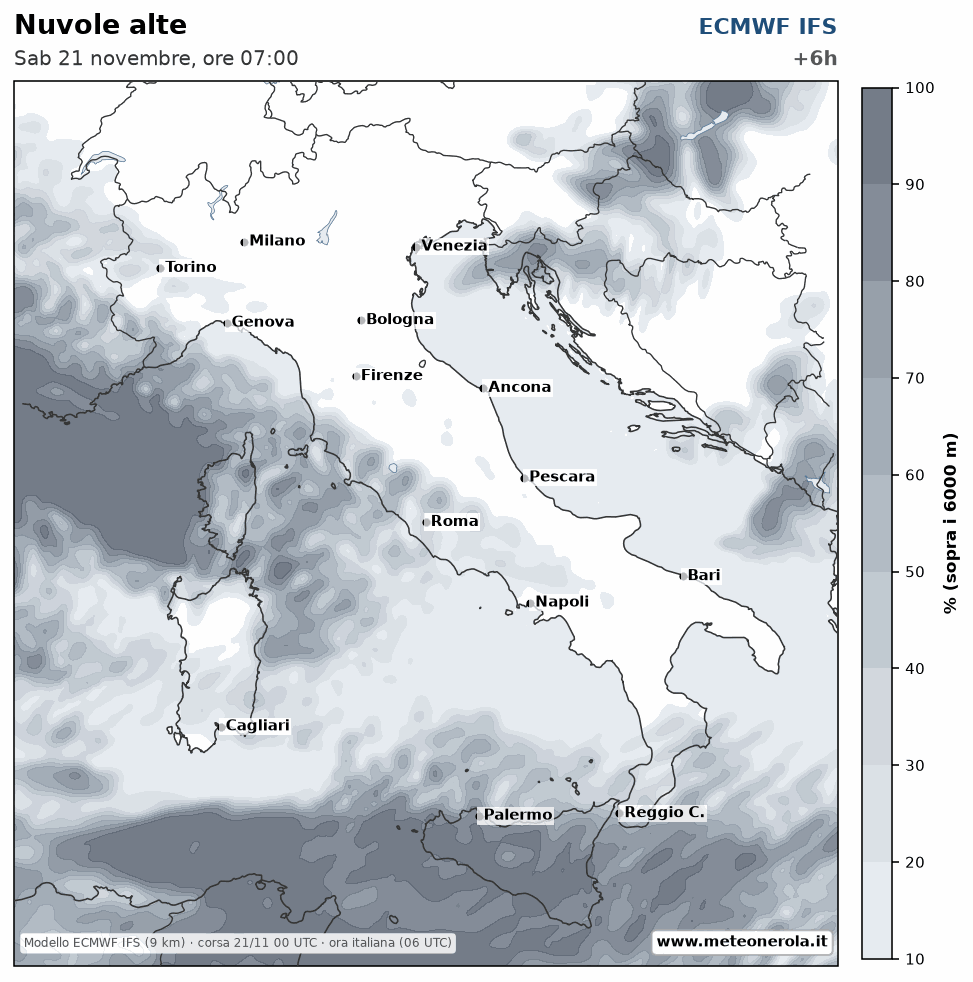 Nuvole alte
ECMWF IFS
Sab 21 novembre, ore 07:00
+6h
Milano
Venezia
Torino
Genova
Bologna
Firenze
Ancona
Pescara
Roma
Bari
Napoli
Cagliari
Palermo
Reggio C.
100
90
80
70
60
50
40
30
20
10
% (sopra i 6000 m)
Modello ECMWF IFS (9 km) · corsa 21/11 00 UTC · ora italiana (06 UTC)
www.meteonerola.it